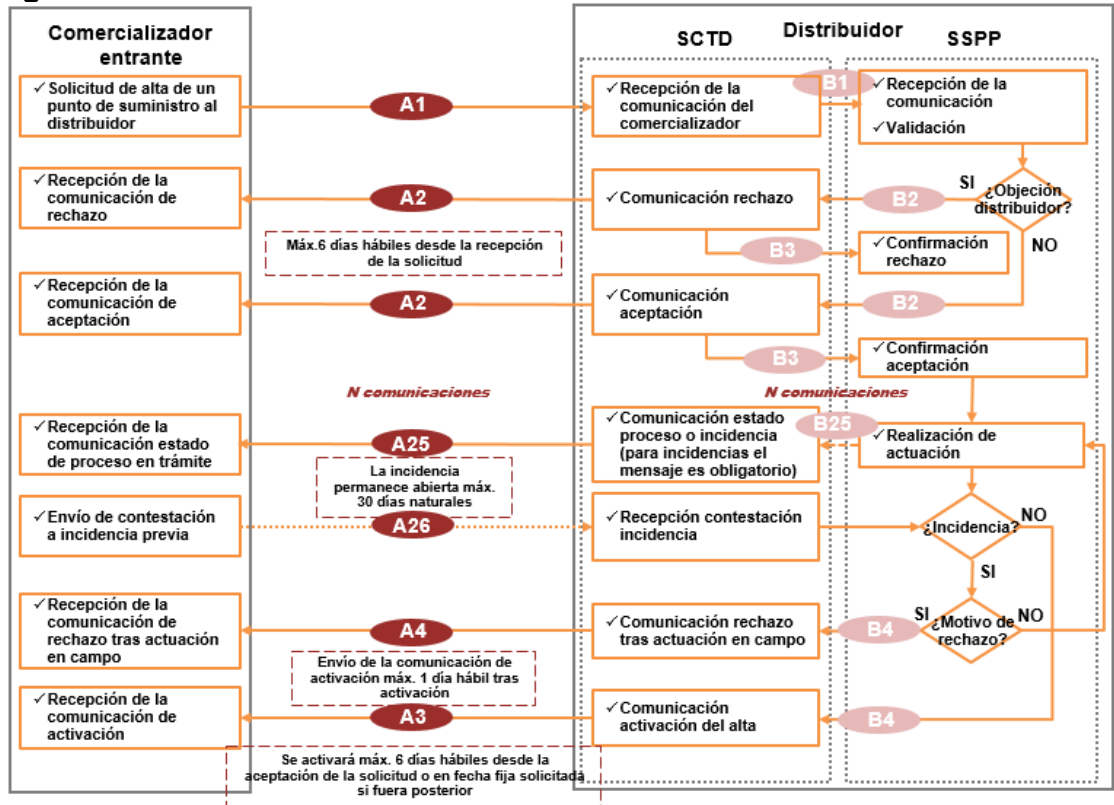 Comercializador
entrante
SCTD
Distribuidor
SSPP
✓ Solicitud de alta de un
punto de suministro al
distribuidor
A1
✓ Recepción de la
comunicación del
comercializador
B1
✓ Recepción de la
comunicación
✓ Validación
✓ Recepción de la
comunicación de
rechazo
A2
✓ Comunicación rechazo
B2
SI
¿Objeción
distribuidor?
NO
Máx.6 días hábiles desde la recepción
de la solicitud
B3
✓ Confirmación
rechazo
✓ Recepción de la
comunicación de
aceptación
A2
✓ Comunicación
aceptación
B2
B3
✓ Confirmación
aceptación
N comunicaciones
N comunicaciones
✓ Recepción de la
comunicación estado
de proceso en trámite
A25
✓ Comunicación estado
proceso o incidencia
(para incidencias el
mensaje es obligatorio)
B25
✓ Realización de
actuación
La incidencia
permanece abierta máx.
30 días naturales
✓ Envío de contestación
a incidencia previa
A26
✓ Recepción contestación
incidencia
¿Incidencia?
NO
SI
✓ Recepción de la
comunicación de
rechazo tras actuación
en campo
A4
✓ Comunicación rechazo
tras actuación en campo
B4
SI
¿Motivo de
rechazo?
NO
Envío de la comunicación de
activación máx. 1 día hábil tras
activación
✓ Recepción de la
comunicación de
activación
A3
✓ Comunicación
activación del alta
B4
Se activará máx. 6 días hábiles desde la
aceptación de la solicitud o en fecha fija solicitada
si fuera posterior